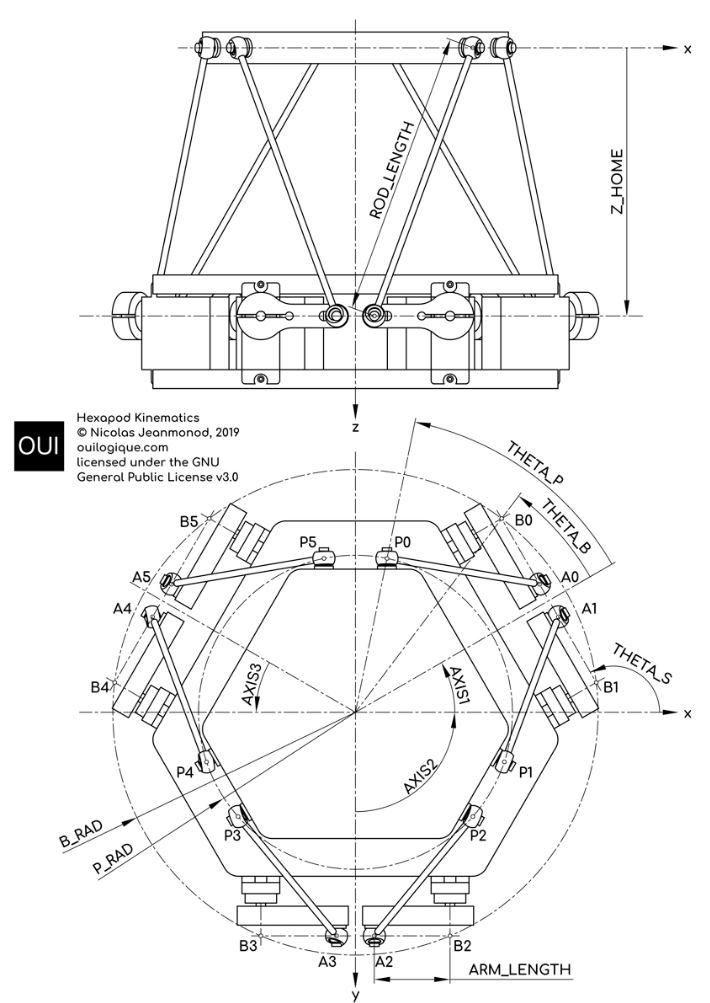 x
ROD_LENGTH
Z_HOME
z
OUI
Hexapod Kinematics
© Nicolas Jeanmonod, 2019
ouilogique.com
licensed under the GNU
General Public License v3.0
THETA_P
THETA_B
B5
B0
P5
P0
A5
A0
A4
A1
THETA_S
B4
B1
AXIS3
AXIS1
x
AXIS2
P4
P1
B_RAD
P_RAD
P3
P2
B3
A3
A2
B2
ARM_LENGTH
y